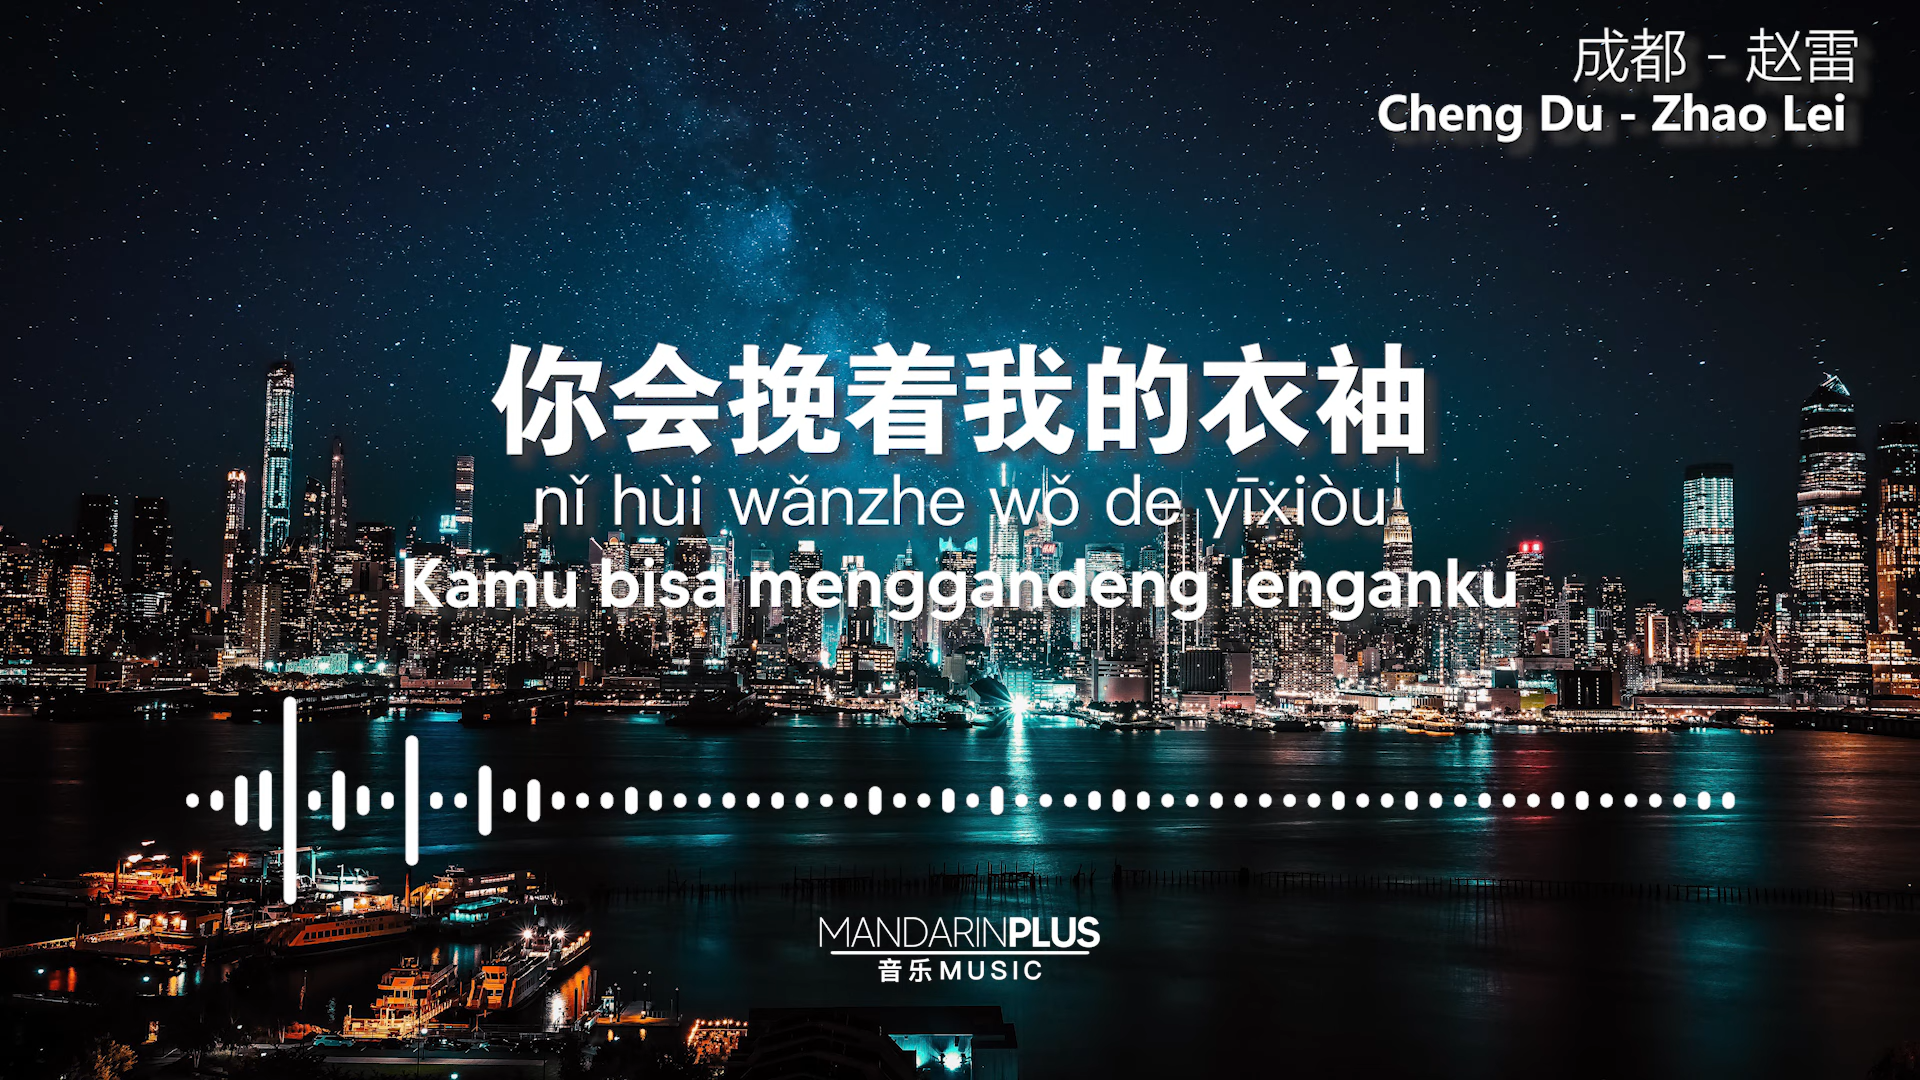 成都 - 赵雷
Cheng Du - Zhao Lei
你会挽着我的衣袖
nǐ hùi wǎnzhe wǒ de yīxiòu
Kamu bisa menggandeng lenganku
MANDARINPLUS
音乐MUSIC